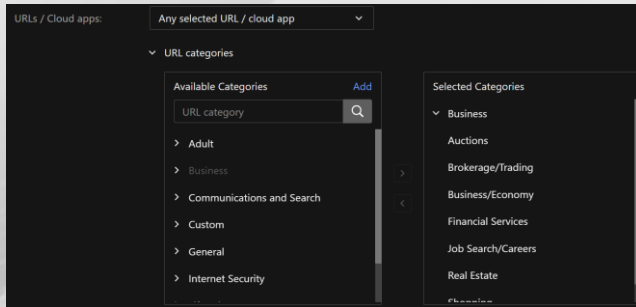 URLs / Cloud apps:
Any selected URL / cloud app
URL categories
Available Categories
Add
URL category
Adult
Business
Communications and Search
Custom
General
Internet Security
Selected Categories
Business
Auctions
Brokerage/Trading
Business/Economy
Financial Services
Job Search/Careers
Real Estate
Shopping